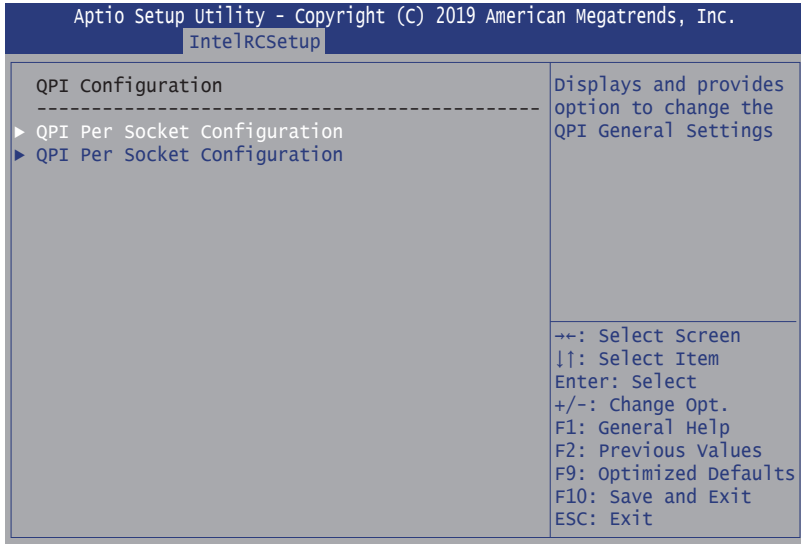 Aptio Setup Utility - Copyright (C) 2019 American Megatrends, Inc.
IntelRCSetup
QPI Configuration
------------------------------------------------
▶ QPI Per Socket Configuration
▶ QPI Per Socket Configuration
Displays and provides
option to change the
QPI General Settings
→←: Select Screen
↓↑: Select Item
Enter: Select
+/-: Change Opt.
F1: General Help
F2: Previous Values
F9: Optimized Defaults
F10: Save and Exit
ESC: Exit